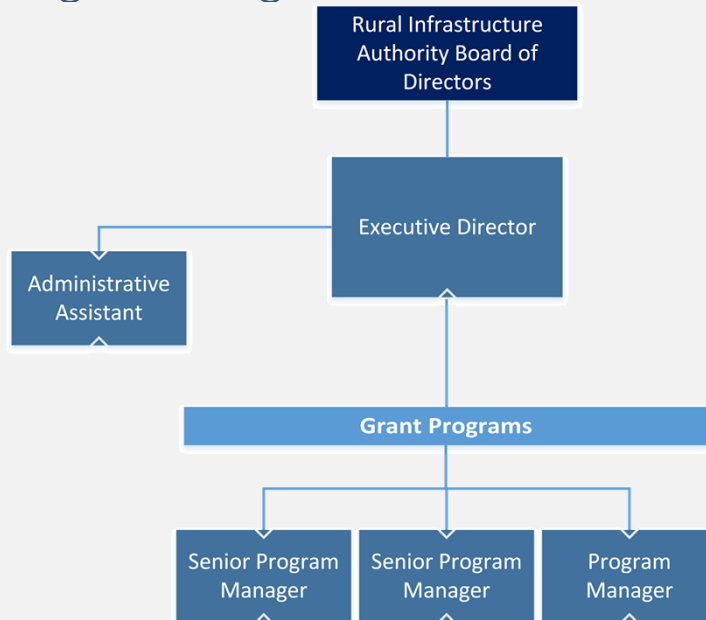 Rural Infrastructure
Authority Board of
Directors
Executive Director
Administrative
Assistant
Grant Programs
Senior Program
Manager
Senior Program
Manager
Program
Manager